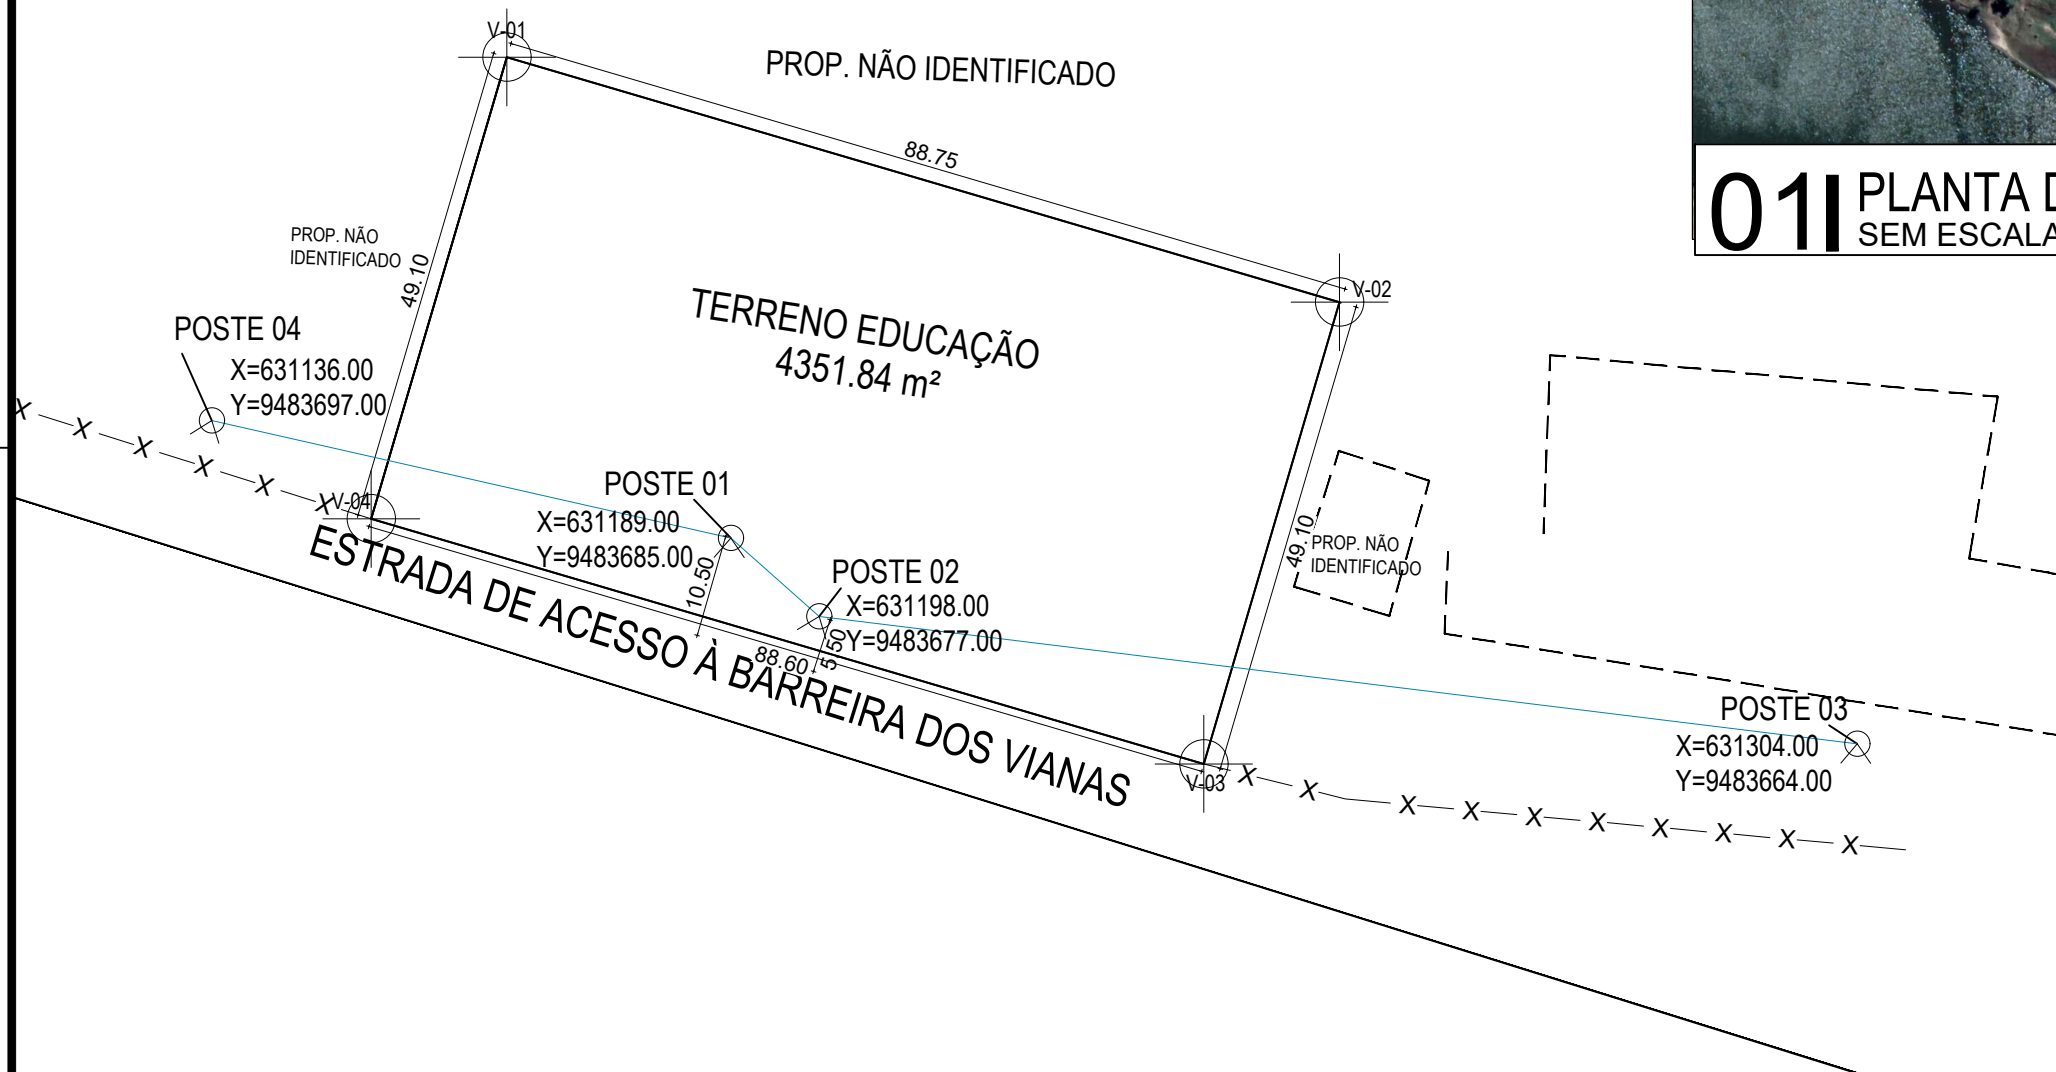 V-01
PROP. NÃO IDENTIFICADO
88.75
01
PLANTA D
SEM ESCALA
PROP. NÃO
IDENTIFICADO
49.10
V-02
TERRENO EDUCAÇÃO
4351.84 m²
POSTE 04
X=631136.00
Y=9483697.00
X X X X X X
V-04
POSTE 01
X=631189.00
Y=9483685.00
10.50
POSTE 02
X=631198.00
Y=9483677.00
5.50
88.60
49.10
PROP. NÃO
IDENTIFICADO
ESTRADA DE ACESSO À BARREIRA DOS VIANAS
POSTE 03
X=631304.00
Y=9483664.00
V-03
X X X X X X X X X X